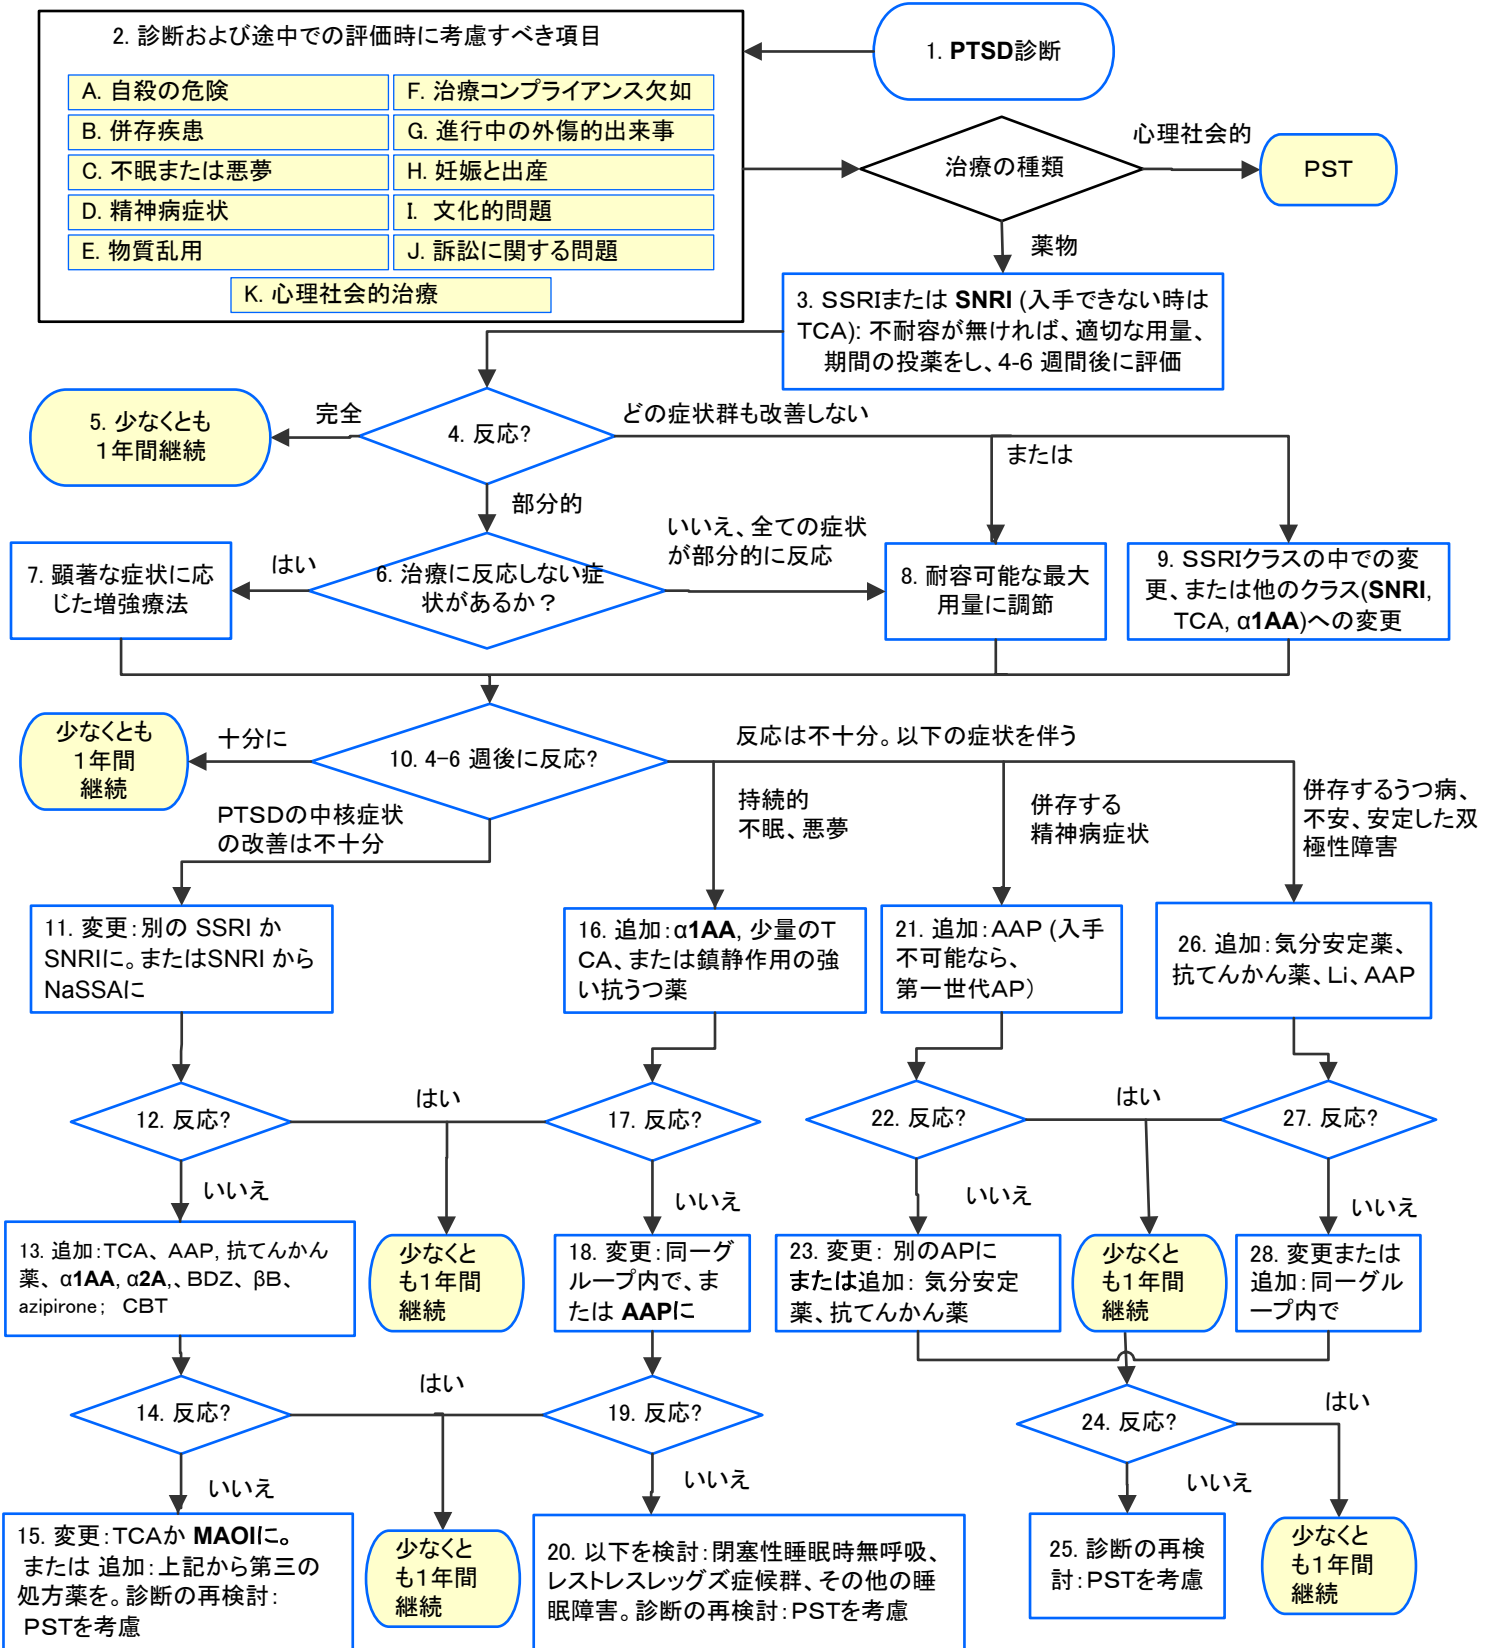 2. 診断および途中での評価時に考慮すべき項目
A. 自殺の危険
F. 治療コンプライアンス欠如
B. 併存疾患
G. 進行中の外傷的出来事
C. 不眠または悪夢
H. 妊娠と出産
D. 精神病症状
I. 文化的問題
E. 物質乱用
J. 訴訟に関する問題
K. 心理社会的治療
1. PTSD診断
治療の種類
心理社会的
PST
薬物
3. SSRIまたは SNRI (入手できない時は
TCA): 不耐容が無ければ、適切な用量、
期間の投薬をし、4-6 週間後に評価
4. 反応?
完全
5. 少なくとも
1年間継続
どの症状群も改善しない
または
部分的
6. 治療に反応しない症
状があるか？
はい
7. 顕著な症状に応
じた増強療法
いいえ、全ての症状
が部分的に反応
8. 耐容可能な最大
用量に調節
9. SSRIクラスの中での変
更、または他のクラス(SNRI,
TCA, α1AA)への変更
10. 4-6 週後に反応?
十分に
少なくとも
1年間
継続
反応は不十分。以下の症状を伴う
PTSDの中核症状
の改善は不十分
持続的
不眠、悪夢
併存する
精神病症状
併存するうつ病、
不安、安定した双
極性障害
11. 変更：別の SSRI か
SNRIに。またはSNRI から
NaSSAに
16. 追加：α1AA, 少量のT
CA、または鎮静作用の強
い抗うつ薬
21. 追加：AAP (入手
不可能なら、
第一世代AP）
26. 追加：気分安定薬、
抗てんかん薬、Li、AAP
12. 反応?
はい
17. 反応?
22. 反応?
はい
27. 反応?
いいえ
いいえ
いいえ
いいえ
13. 追加：TCA、 AAP, 抗てんかん
薬、 α1AA, α2A,、BDZ、 βB、
azipirone； CBT
少なくと
も1年間
継続
18. 変更：同一グ
ループ内で、ま
たは AAPに
23. 変更： 別のAPに
または追加： 気分安定
薬、抗てんかん薬
少なくと
も1年間
継続
28. 変更または
追加：同一グル
ープ内で
14. 反応?
はい
19. 反応?
24. 反応?
はい
いいえ
いいえ
いいえ
15. 変更：TCAか MAOIに。
または 追加：上記から第三の
処方薬を。診断の再検討：
PSTを考慮
少なくと
も1年間
継続
20. 以下を検討：閉塞性睡眠時無呼吸、
レストレスレッグズ症候群、その他の睡
眠障害。診断の再検討：PSTを考慮
25. 診断の再検
討：PSTを考慮
少なくと
も1年間
継続